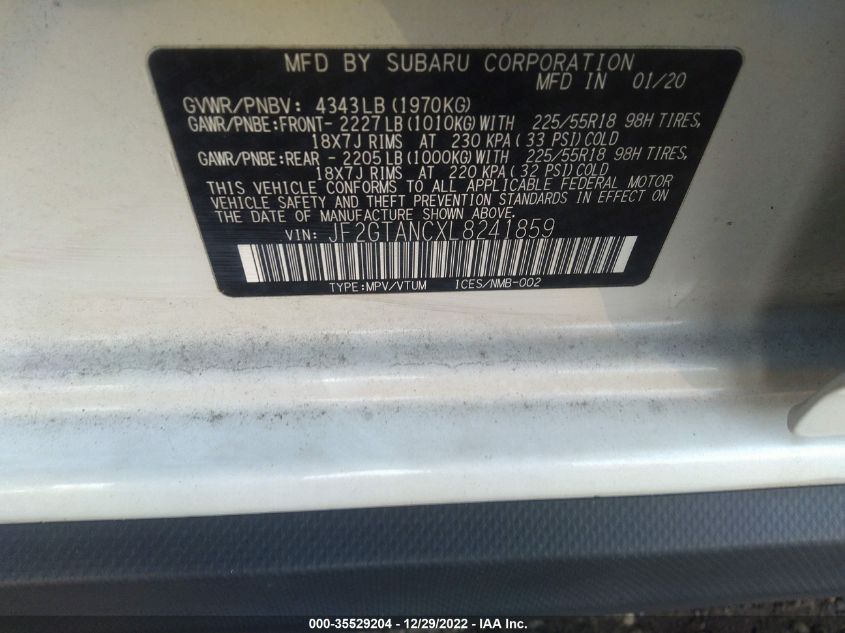 MFD BY SUBARU CORPORATION
MFD IN 01/20
GVWR/PNBV: 4343LB(1970KG)
GAWR/PNBE:FRONT- 2227LB(1010KG)WITH 225/55R18 98H TIRES,
18X7J RIMS AT 230 KPA( 33 PSI)COLD
GAWR/PNBE:REAR - 2205LB(1000KG)WITH 225/55R18 98H TIRES,
18X7J RIMS AT 220 KPA( 32 PSI)COLD
THIS VEHICLE CONFORMS TO ALL APPLICABLE FEDERAL MOTOR
VEHICLE SAFETY AND THEFT PREVENTION STANDARDS IN EFFECT ON
THE DATE OF MANUFACTURE SHOWN ABOVE.
VIN: JF2GTANCXL8241859
TYPE:MPV/VTUM ICES/NMB-002
000-35529204 - 12/29/2022 - IAA Inc.